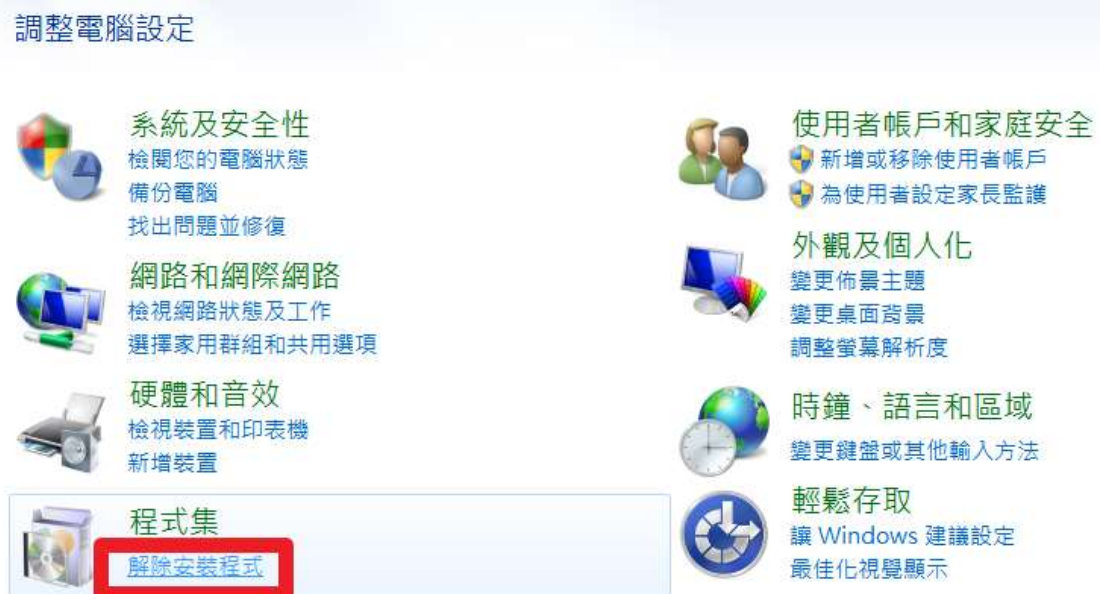 調整電腦設定
系統及安全性
檢閱您的電腦狀態
備份電腦
找出問題並修復
網路和網際網路
檢視網路狀態及工作
選擇家用群組和共用選項
硬體和音效
檢視裝置和印表機
新增裝置
程式集
解除安裝程式
使用者帳戶和家庭安全
新增或移除使用者帳戶
為使用者設定家長監護
外觀及個人化
變更佈景主題
變更桌面背景
調整螢幕解析度
時鐘、語言和區域
變更鍵盤或其他輸入方法
輕鬆存取
讓 Windows 建議設定
最佳化視覺顯示